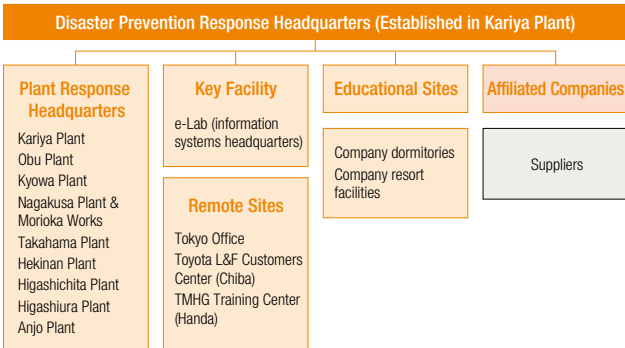 Disaster Prevention Response Headquarters (Established in Kariya Plant)
Plant Response
Headquarters
Kariya Plant
Obu Plant
Kyowa Plant
Nagakusa Plant &
Morioka Works
Takahama Plant
Hekinan Plant
Higashichita Plant
Higashiura Plant
Anjo Plant
Key Facility
e-Lab (information
systems headquarters)
Remote Sites
Tokyo Office
Toyota L&F Customers
Center (Chiba)
TMHG Training Center
(Handa)
Educational Sites
Company dormitories
Company resort
facilities
Affiliated Companies
Suppliers